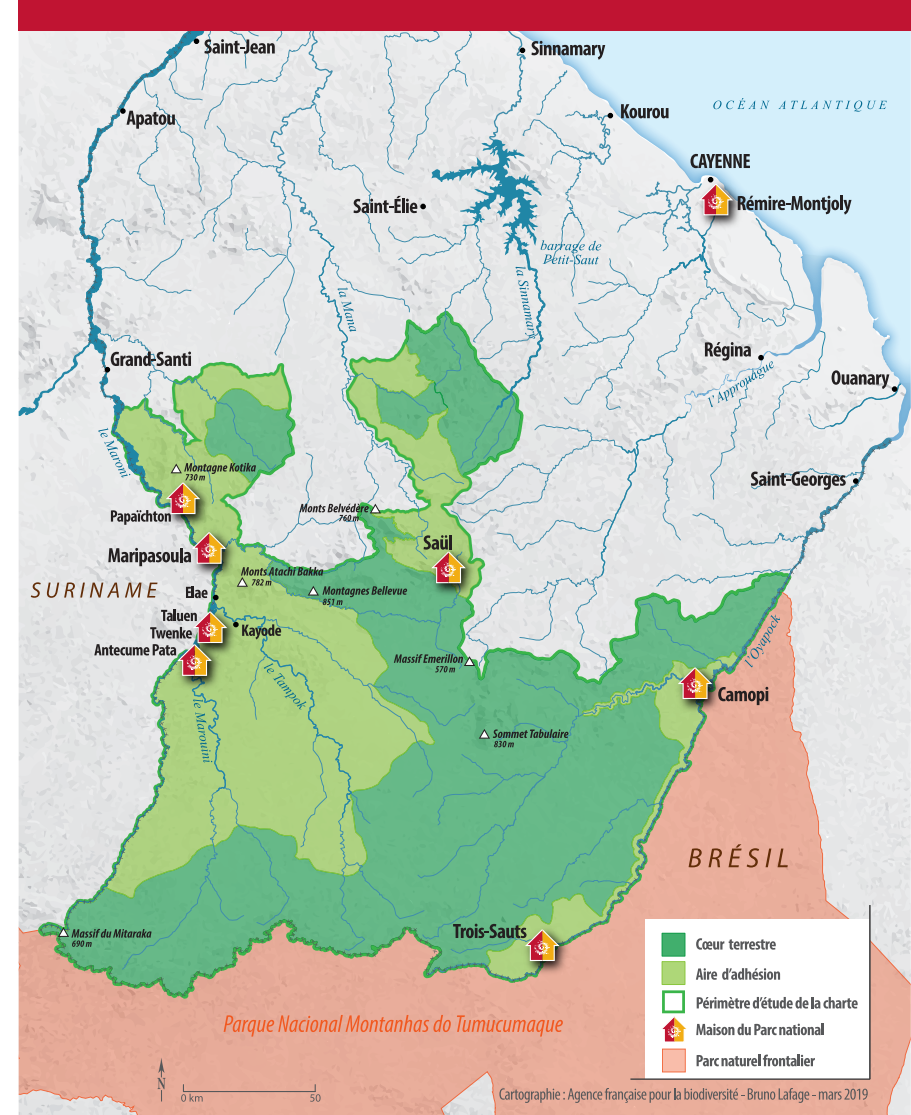 Saint-Jean
Sinnamary
Apatou
Kourou
OCÉAN ATLANTIQUE
CAYENNE
Rémire-Montjoly
Saint-Élie
barrage de
Petit-Saut
la Sinnamary
la Mana
Grand-Santi
Régina
l'Approuague
Ouanary
le Maroni
Montagne Kotika
730 m
Saint-Georges
Papaïchton
Monts Belvédère
760 m
Maripasoula
Saül
Monts Atachi Bakka
782 m
SURINAME
Elae
Montagnes Bellevue
851 m
Taluen
Twenke
Kayode
Antecume Pata
Massif Emerillon
570 m
l'Oyapock
le Tampok
le Marouini
Camopi
Sommet Tabulaire
830 m
BRÉSIL
Massif du Mitaraka
690 m
Trois-Sauts
Parque Nacional Montanhas do Tumucumaque
Cœur terrestre
Aire d'adhésion
Périmètre d'étude de la charte
Maison du Parc national
Parc naturel frontalier
N
0 km 50
Cartographie : Agence française pour la biodiversité - Bruno Lafage - mars 2019